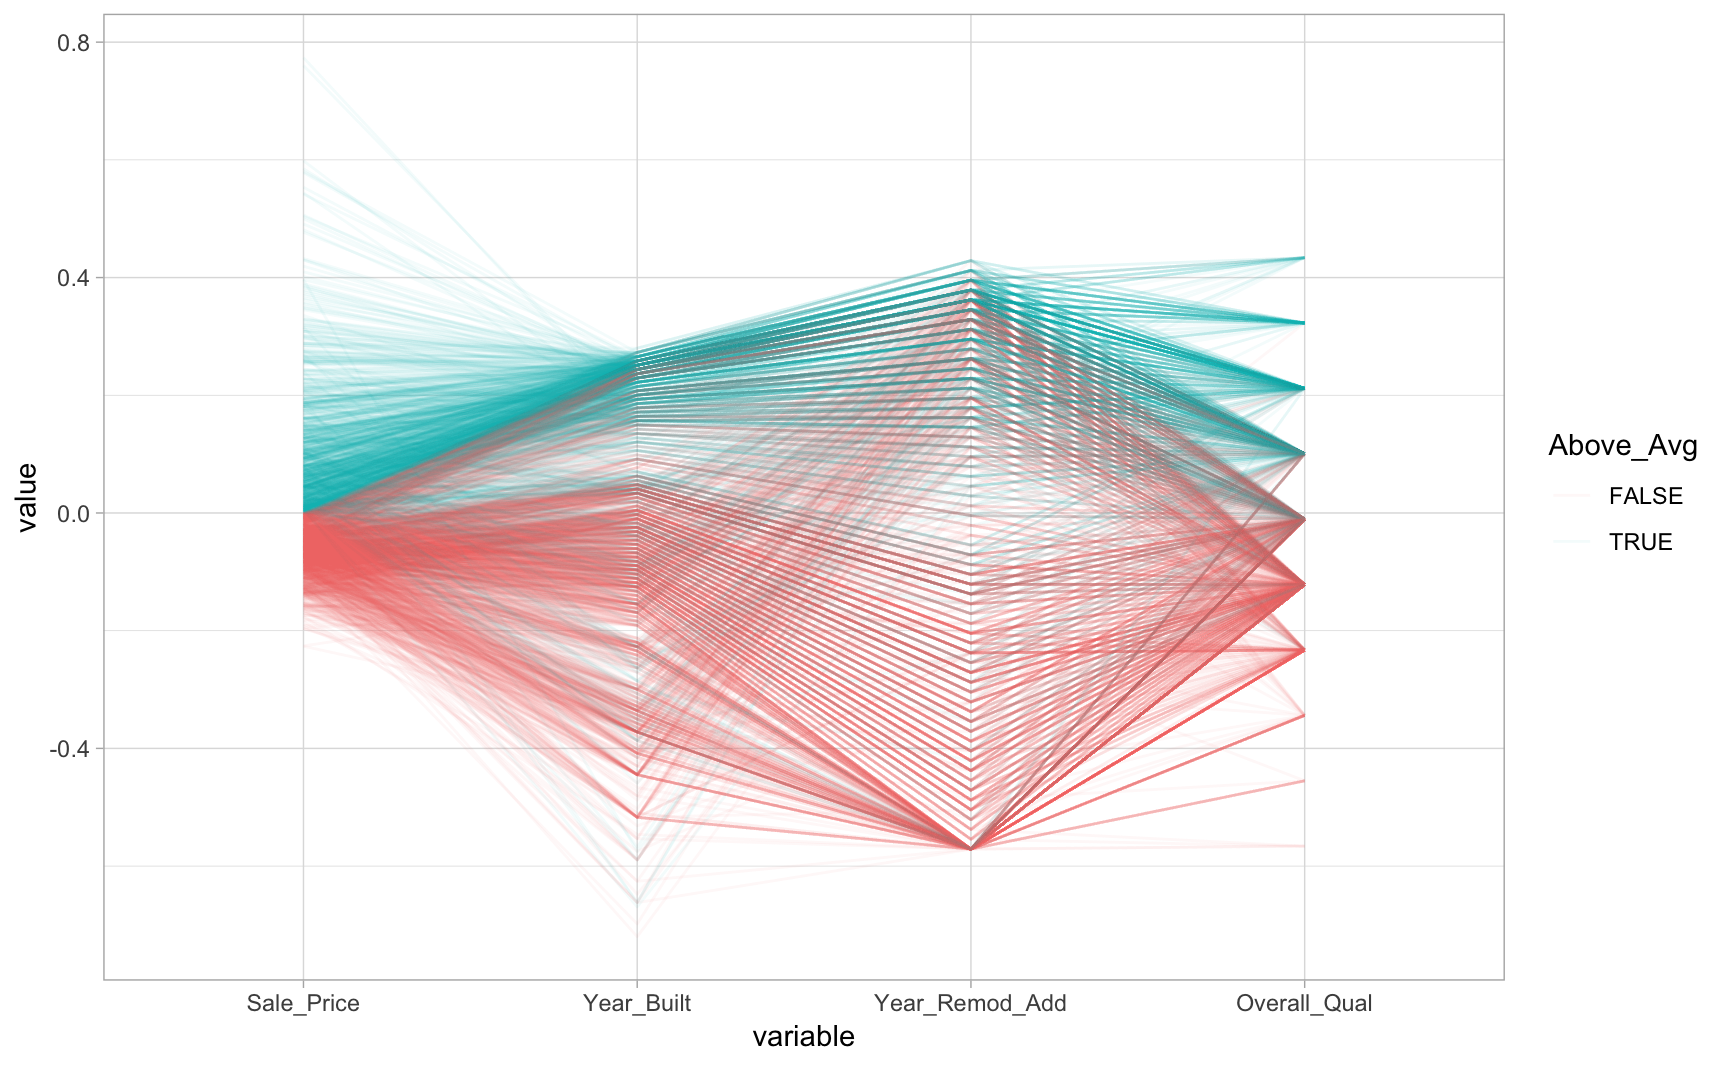 0.8
0.4
0.0
-0.4
value
Sale_Price
Year_Built
Year_Remod_Add
Overall_Qual
variable
Above_Avg
FALSE
TRUE